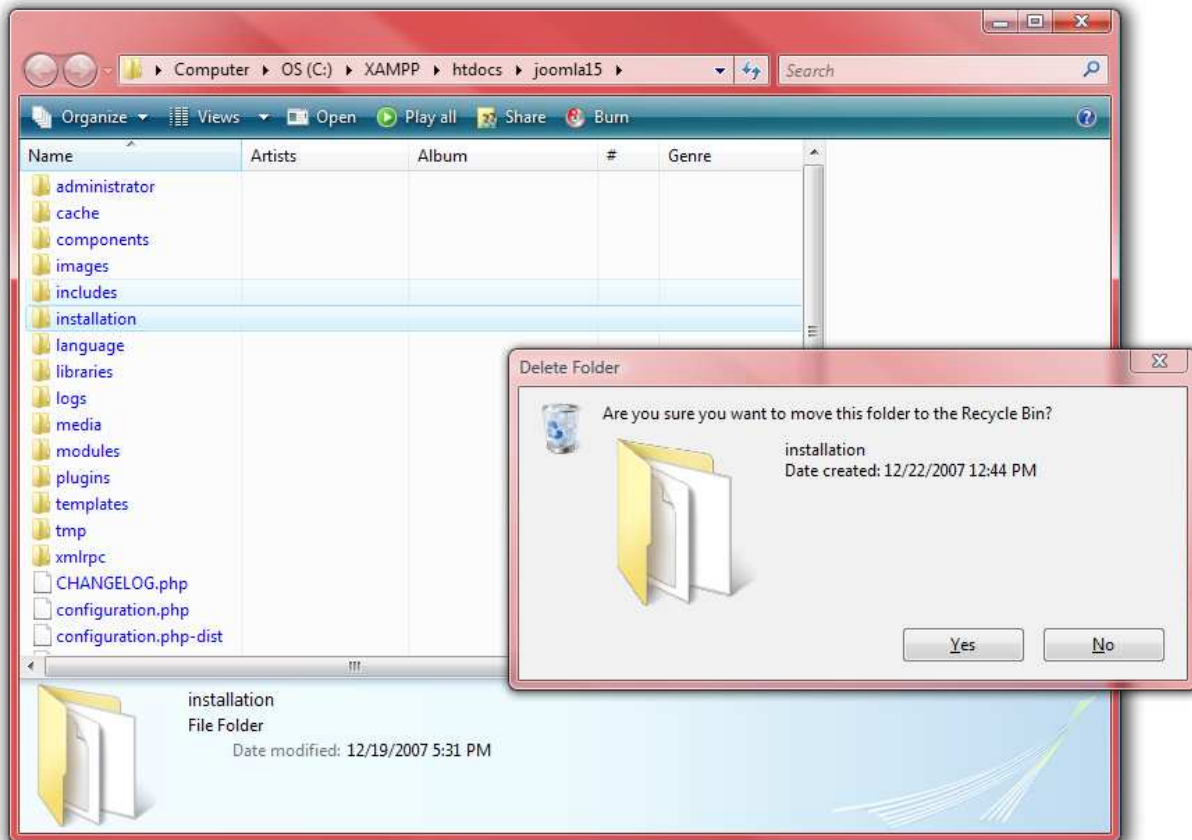 Computer OS (C:) XAMPP htdocs joomla15 Search
Organize Views Open Play all Share Burn
Name Artists Album # Genre
administrator
cache
components
images
includes
installation
language
libraries
logs
media
modules
plugins
templates
tmp
xmlrpc
CHANGELOG.php
configuration.php
configuration.php-dist
Delete Folder
Are you sure you want to move this folder to the Recycle Bin?
installation
Date created: 12/22/2007 12:44 PM
Yes No
installation
File Folder
Date modified: 12/19/2007 5:31 PM